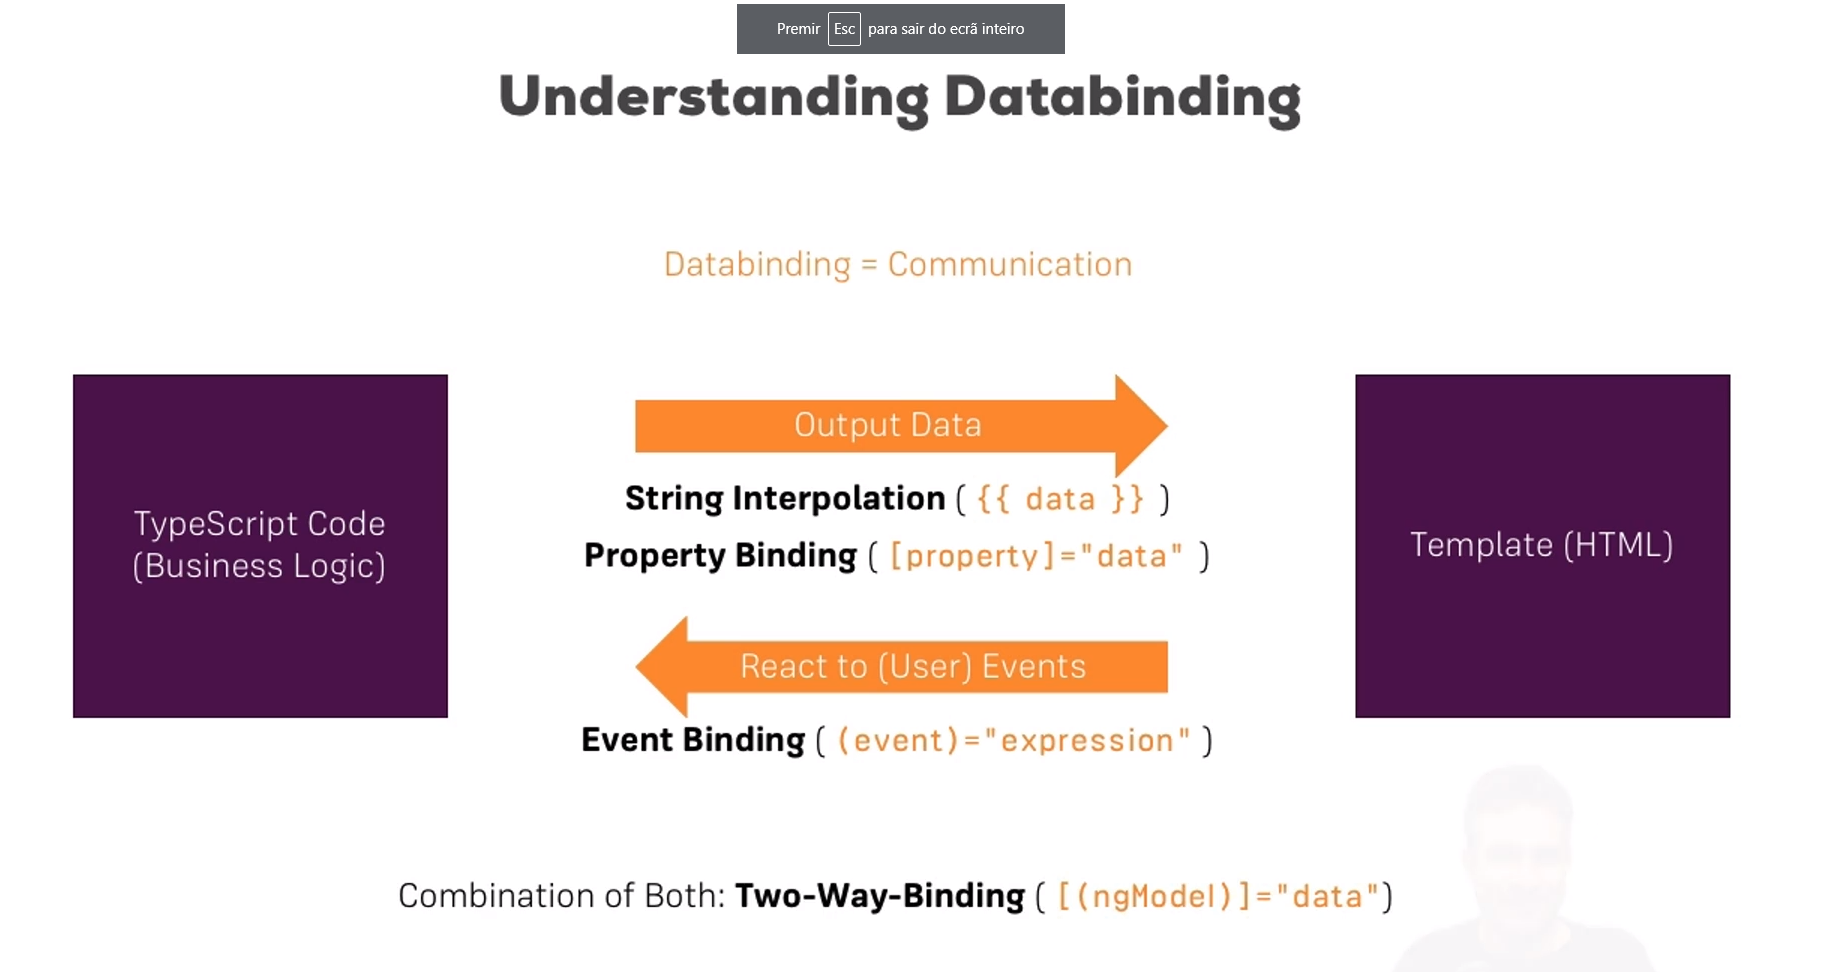 Premir Esc para sair do ecrã inteiro
Understanding Databinding
Databinding = Communication
Output Data
String Interpolation ( {{ data }} )
Property Binding ( [property]="data" )
TypeScript Code
(Business Logic)
Template (HTML)
React to (User) Events
Event Binding ( (event)="expression" )
Combination of Both: Two-Way-Binding ( [(ngModel)]="data")